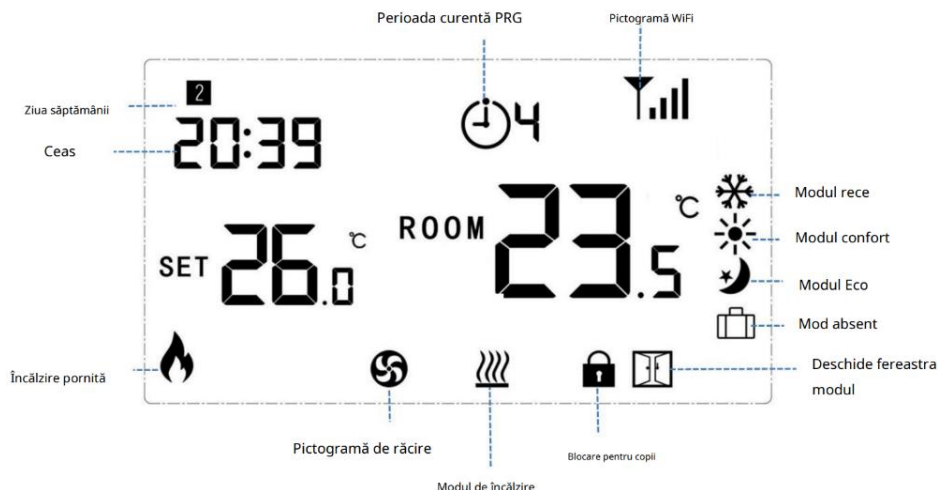 Perioada curentă PRG
Pictogramă WiFi
Ziua săptămânii
2
Ceas
20:39
4
Modul rece
ROOM 23.5 °C
Modul confort
SET 26.0 °C
Modul Eco
Mod absent
Încălzire pornită
Deschide fereastra
modul
Pictogramă de răcire
Blocare pentru copii
Modul de încălzire